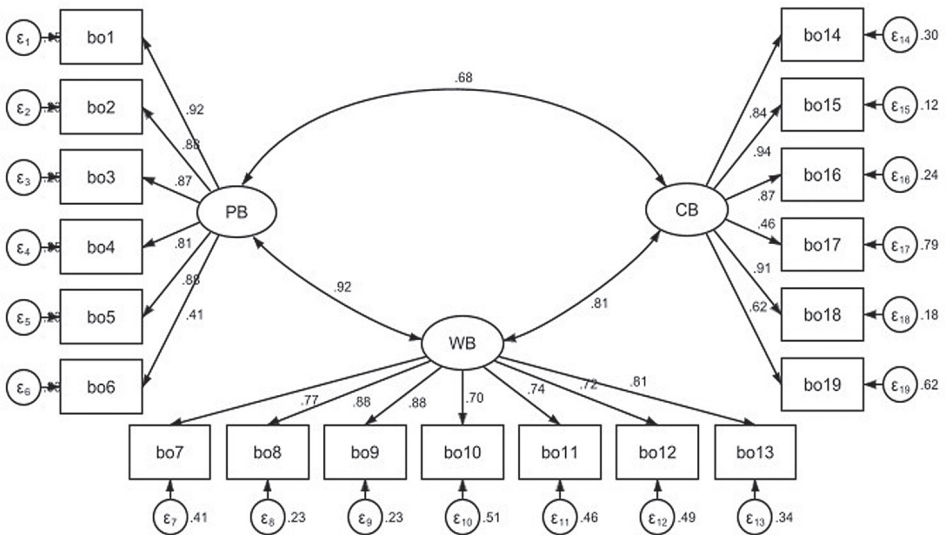 bo1
bo2
bo3
bo4
bo5
bo6
ε1
ε2
ε3
ε4
ε5
ε6
.92
.88
.87
.81
.88
.41
PB
.68
CB
.92
.81
WB
.84
.94
.87
.46
.91
.62
bo14
ε14 .30
bo15
ε15 .12
bo16
ε16 .24
bo17
ε17 .79
bo18
ε18 .18
bo19
ε19 .62
.77
.88
.88
.70
.74
.72
.81
bo7
bo8
bo9
bo10
bo11
bo12
bo13
ε7 .41
ε8 .23
ε9 .23
ε10 .51
ε11 .46
ε12 .49
ε13 .34